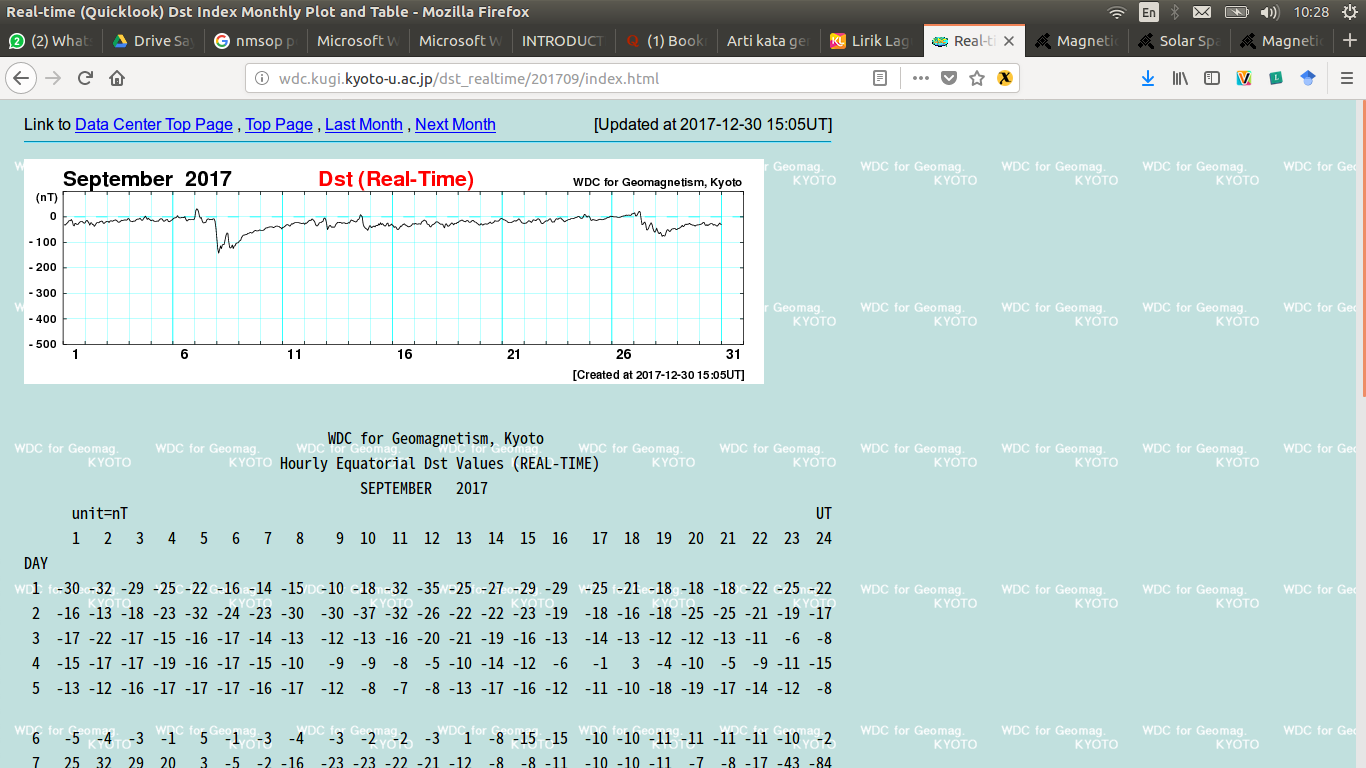 Real-time (Quicklook) Dst Index Monthly Plot and Table - Mozilla Firefox
En 10:28
(2) Whats Drive Say nmsop p Microsoft W Microsoft W INTRODUCT (1) Book Arti kata ge Lirik Lag Real-t Magnetic Solar Spa Magnetic
wdc.kugi.kyoto-u.ac.jp/dst_realtime/201709/index.html
Link to Data Center Top Page , Top Page , Last Month , Next Month [Updated at 2017-12-30 15:05UT]
September 2017 Dst (Real-Time) WDC for Geomagnetism, Kyoto
(nT)
0
-100
-200
-300
-400
-500
1 6 11 16 21 26 31
[Created at 2017-12-30 15:05UT]
WDC for Geomagnetism, Kyoto
Hourly Equatorial Dst Values (REAL-TIME)
SEPTEMBER 2017
unit=nT UT
1 2 3 4 5 6 7 8 9 10 11 12 13 14 15 16 17 18 19 20 21 22 23 24
DAY
1 -30 -32 -29 -25 -22 -16 -14 -15 -10 -18 -32 -35 -25 -27 -29 -29 -25 -21 -18 -18 -18 -22 -25 -22
2 -16 -13 -18 -23 -32 -24 -23 -30 -30 -37 -32 -26 -22 -22 -23 -19 -18 -16 -18 -25 -25 -21 -19 -17
3 -17 -22 -17 -15 -16 -17 -14 -13 -12 -13 -16 -20 -21 -19 -16 -13 -14 -13 -12 -12 -13 -11 -6 -8
4 -15 -17 -17 -19 -16 -17 -15 -10 -9 -9 -8 -5 -10 -14 -12 -6 -1 3 -4 -10 -5 -9 -11 -15
5 -13 -12 -16 -17 -17 -17 -16 -17 -12 -8 -7 -8 -13 -17 -16 -12 -11 -10 -18 -19 -17 -14 -12 -8
6 -5 -4 -3 -1 5 -1 -3 -4 -3 -2 -2 -3 1 -8 -15 -15 -10 -10 -11 -11 -11 -11 -10 -2
7 25 32 29 20 3 -5 -2 -16 -23 -23 -22 -21 -12 -8 -8 -11 -10 -10 -11 -7 -8 -17 -43 -84
WDC for Geomag.
KYOTO